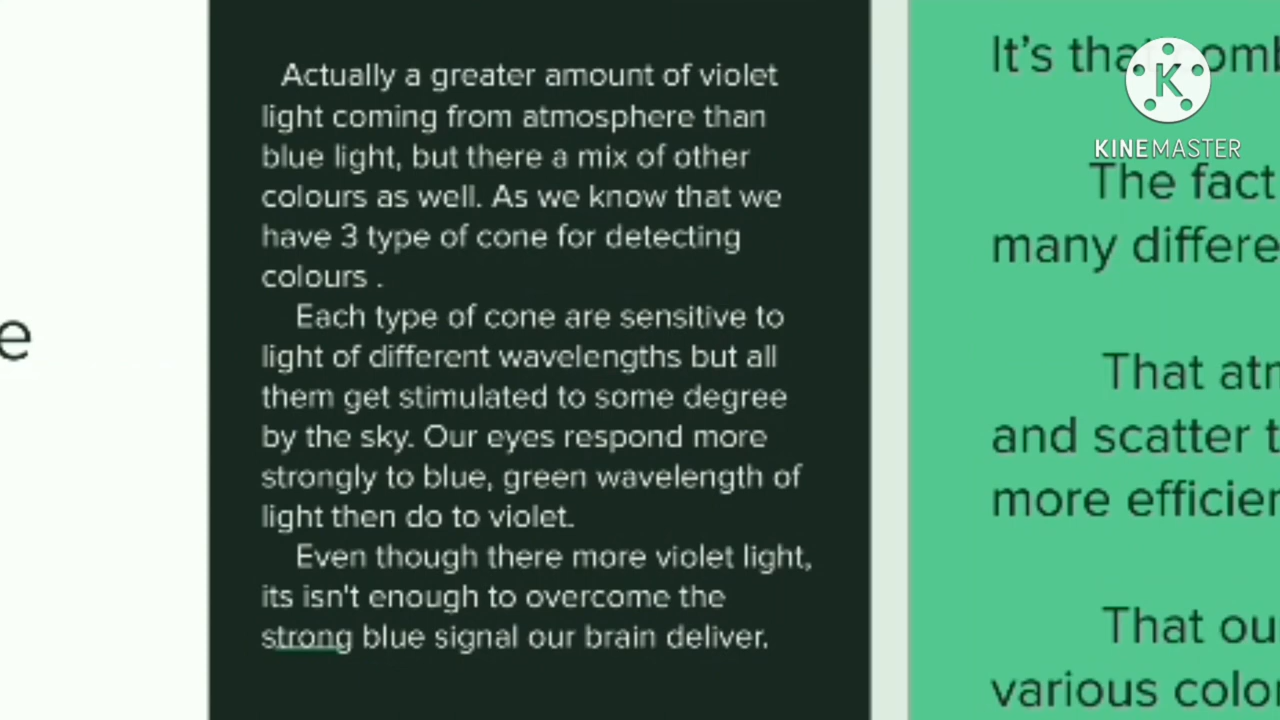 e
Actually a greater amount of violet
light coming from atmosphere than
blue light, but there a mix of other
colours as well. As we know that we
have 3 type of cone for detecting
colours .
Each type of cone are sensitive to
light of different wavelengths but all
them get stimulated to some degree
by the sky. Our eyes respond more
strongly to blue, green wavelength of
light then do to violet.
Even though there more violet light,
its isn't enough to overcome the
strong blue signal our brain deliver.
It's tha
K
KINEMASTER
The fact
many differe
That atm
and scatter t
more efficien
That ou
various color